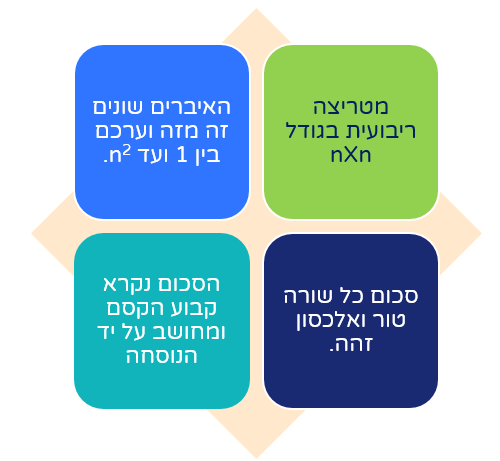 מטריצה
ריבועית בגודל
nXn
האיברים שונים
זה מזה וערכם
בין 1 ועד n².
סכום כל שורה
טור ואלכסון
זהה.
הסכום נקרא
קבוע הקסם
ומחושב על יד
הנוסחה